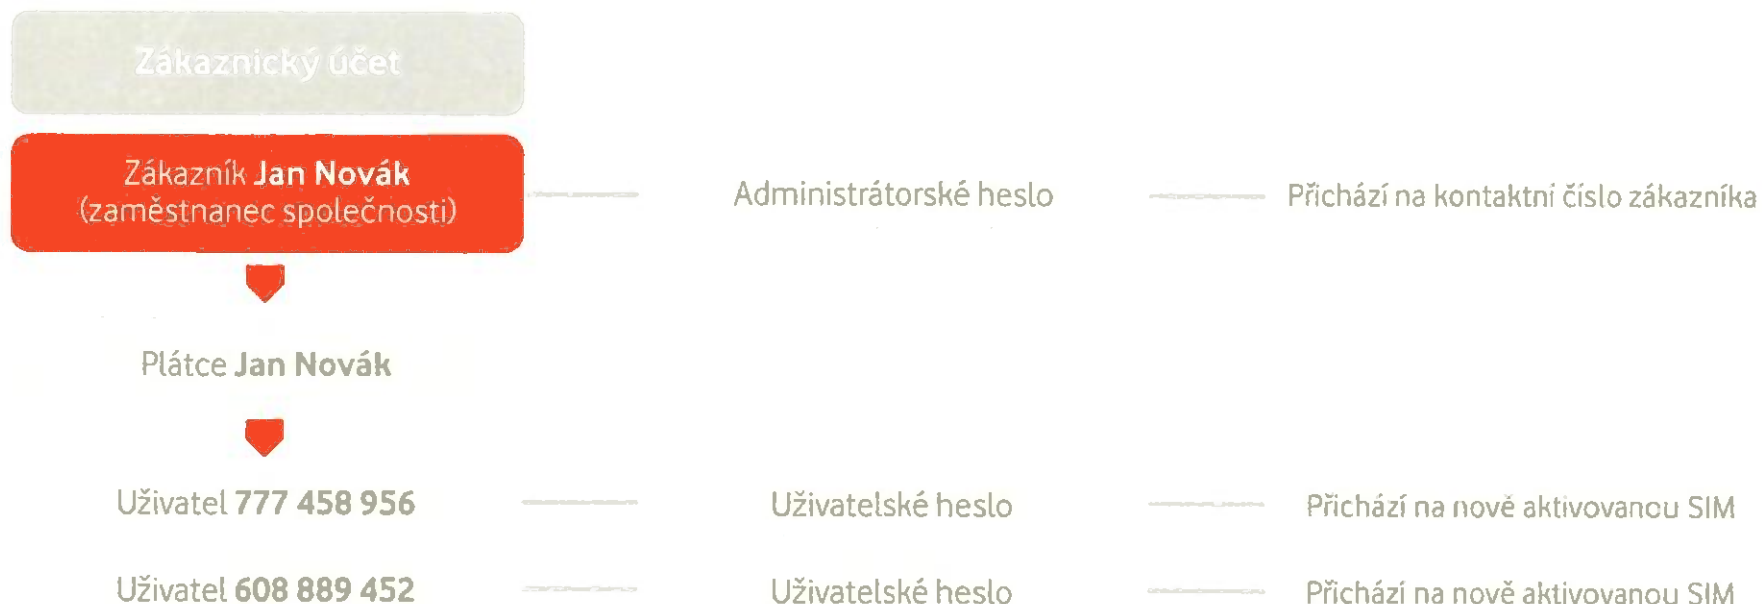 Zákaznický účet
Zákazník Jan Novák
(zaměstnanec společnosti)
Administrátorské heslo
Přichází na kontaktní číslo zákazníka
Plátce Jan Novák
Uživatel 777 458 956
Uživatelské heslo
Přichází na nově aktivovanou SIM
Uživatel 608 889 452
Uživatelské heslo
Přichází na nově aktivovanou SIM